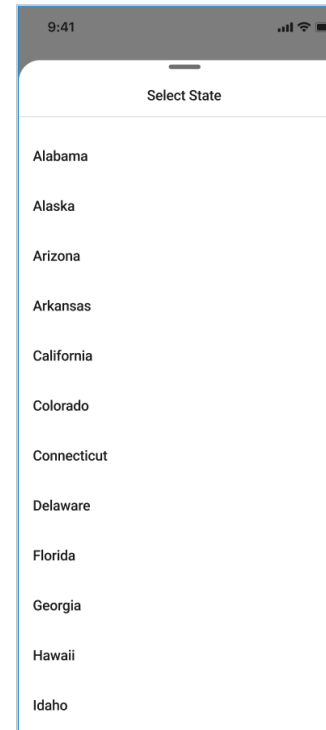 9:41
Select State
Alabama
Alaska
Arizona
Arkansas
California
Colorado
Connecticut
Delaware
Florida
Georgia
Hawaii
Idaho